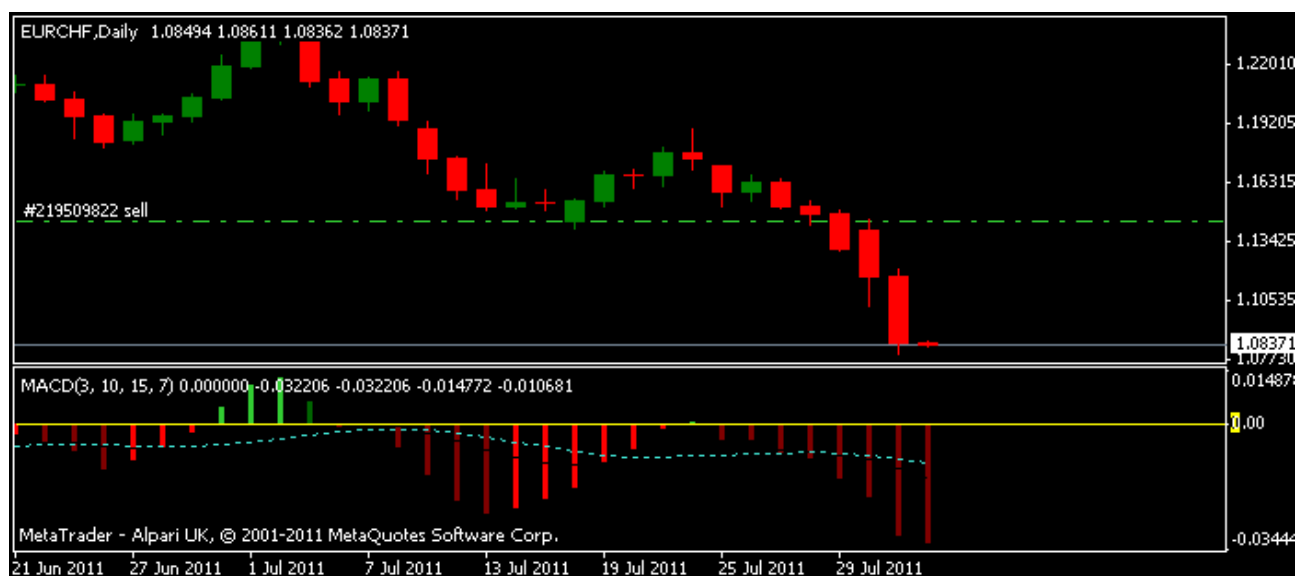 EURCHF,Daily 1.08494 1.08611 1.08362 1.08371
1.22010
1.19205
1.16315
#219509822 sell
1.13425
1.10535
1.08371
1.07730
MACD(3, 10, 15, 7) 0.000000 -0.032206 -0.032206 -0.014772 -0.010681
0.014878
0.00
MetaTrader - Alpari UK, © 2001-2011 MetaQuotes Software Corp.
-0.03444
21 Jun 2011 27 Jun 2011 1 Jul 2011 7 Jul 2011 13 Jul 2011 19 Jul 2011 25 Jul 2011 29 Jul 2011